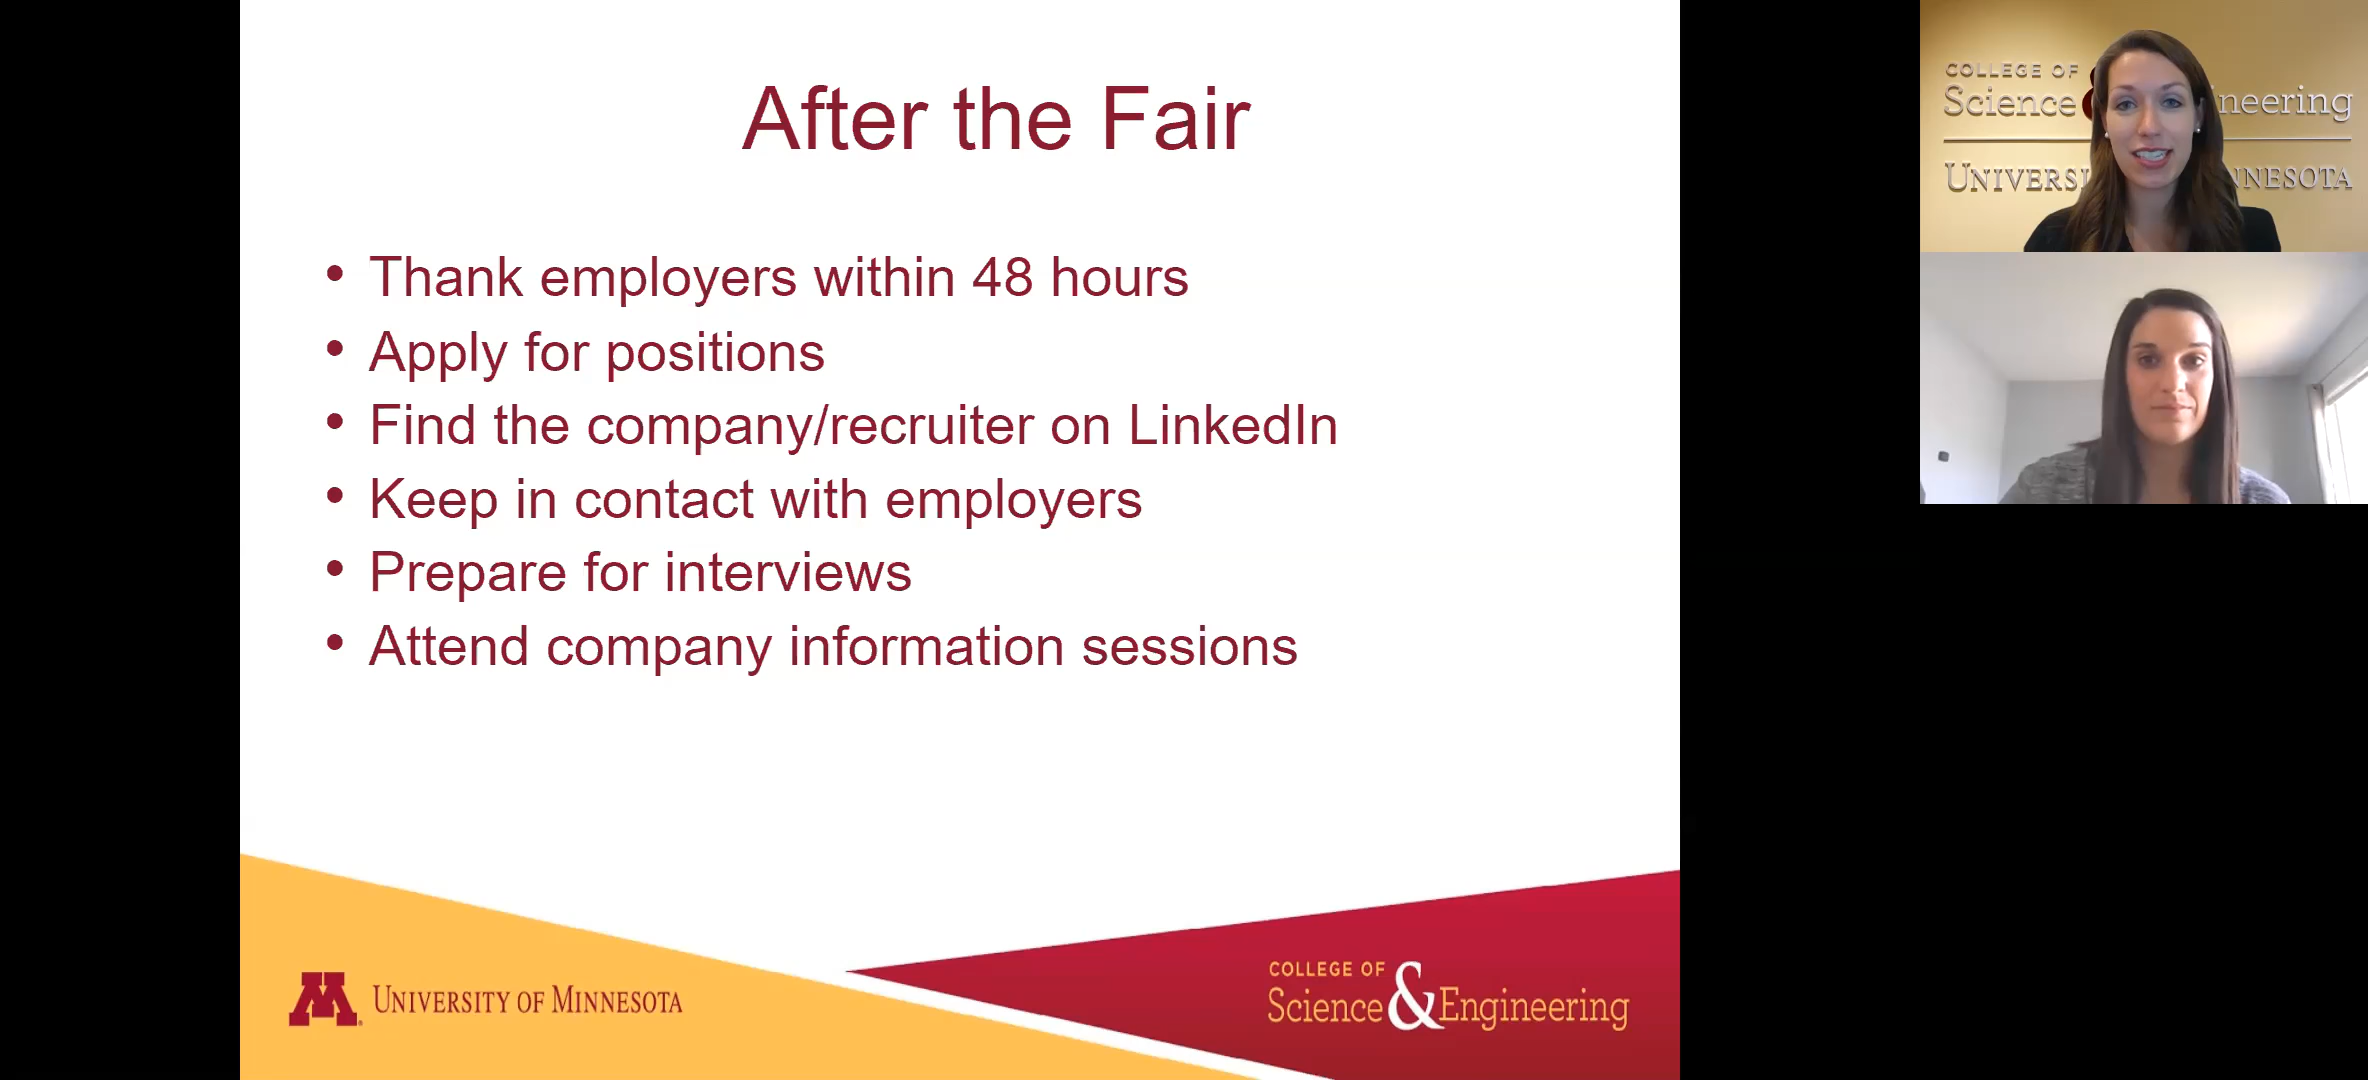 After the Fair
• Thank employers within 48 hours
• Apply for positions
• Find the company/recruiter on LinkedIn
• Keep in contact with employers
• Prepare for interviews
• Attend company information sessions
M UNIVERSITY OF MINNESOTA
COLLEGE OF
Science & Engineering
COLLEGE OF
Science neering
UNIVERSI NNESOTA